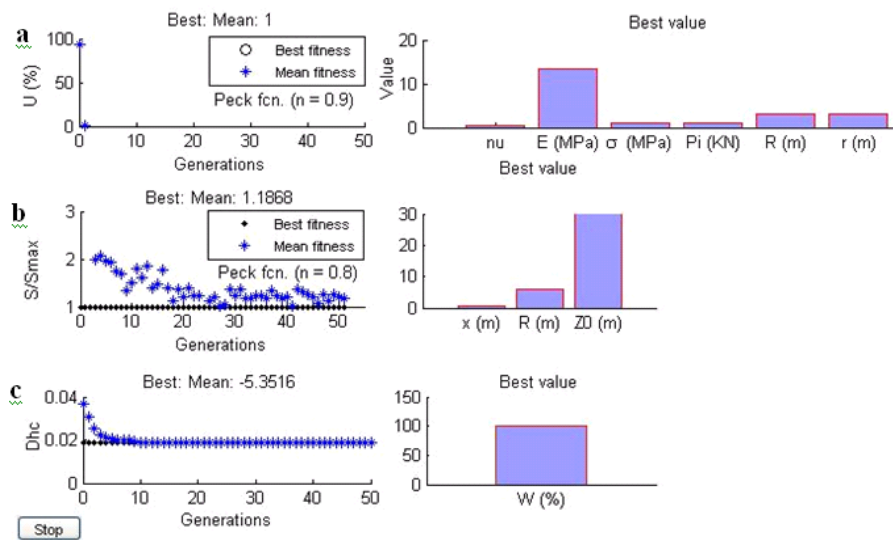 a
Best: Mean: 1
U (%)
100
50
0
Best fitness
Mean fitness
Peck fcn. (n = 0.9)
0 10 20 30 40 50
Generations
Best value
Value
20
10
0
nu E (MPa) σ (MPa) Pi (KN) R (m) r (m)
b
Best: Mean: 1.1868
S/Smax
3
2
1
Best fitness
Mean fitness
Peck fcn. (n = 0.8)
0 10 20 30 40 50
Generations
Best value
30
20
10
0
x (m) R (m) Z0 (m)
c
Best: Mean: -5.3516
Dhc
0.04
0.02
0
0 10 20 30 40 50
Generations
Best value
150
100
50
0
W (%)
Stop